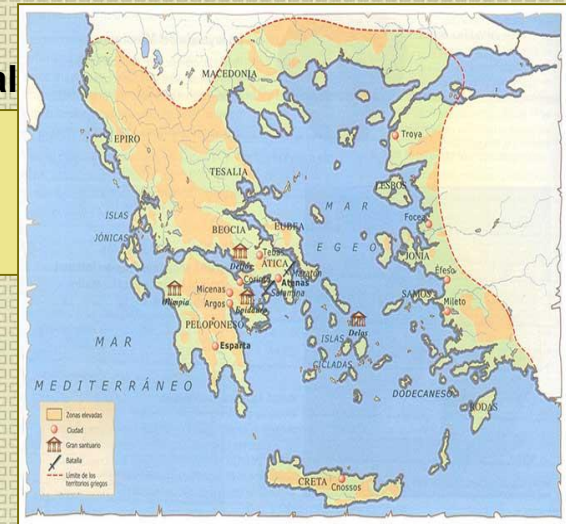 al
MACEDONIA
EPIRO
Troya
TESALIA
LESBOS
MAR
EGEO
ISLAS
JÓNICAS
BEOCIA
EUBEA
Focea
Tebas
Delfos
ÁTICA
Maratón
JONIA
Corinto
Atenas
Éfeso
Olimpia
Micenas
Salamina
SAMOS
Argos
Epidauro
Mileto
PELOPONESO
Delos
ISLAS
CÍCLADAS
MAR
MEDITERRÁNEO
Esparta
DODECANESO
RODAS
Zonas elevadas
Ciudad
Gran santuario
Batalla
Límite de los
territorios griegos
CRETA
Cnossos